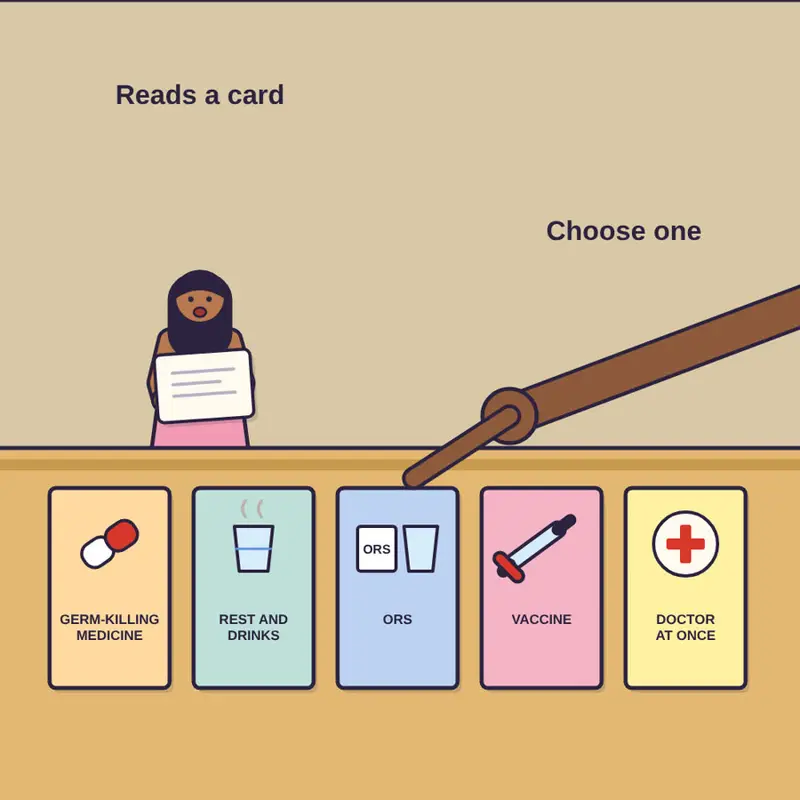 Reads a card
Choose one
ORS
GERM-KILLING
MEDICINE
REST AND
DRINKS
ORS
VACCINE
DOCTOR
AT ONCE